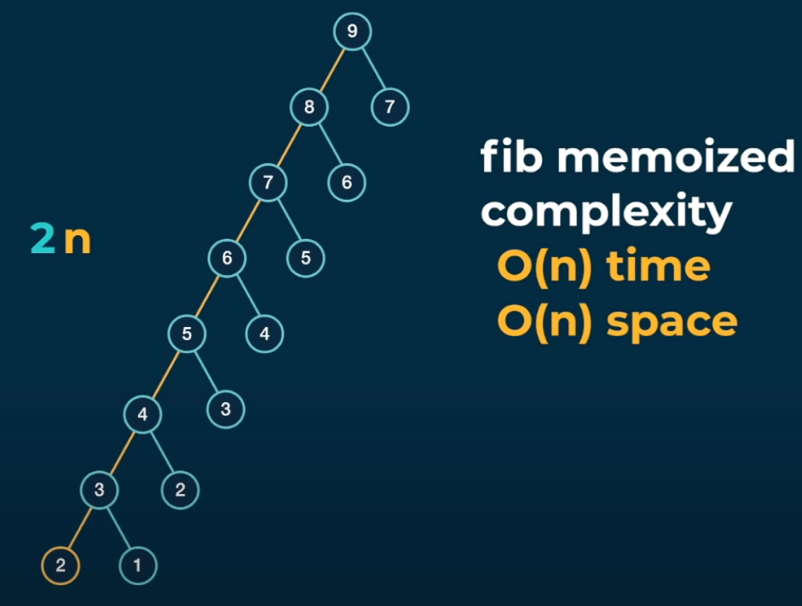 9
8 7
7 6
6 5
5 4
4 3
3 2
2 1
2n
fib memoized
complexity
O(n) time
O(n) space